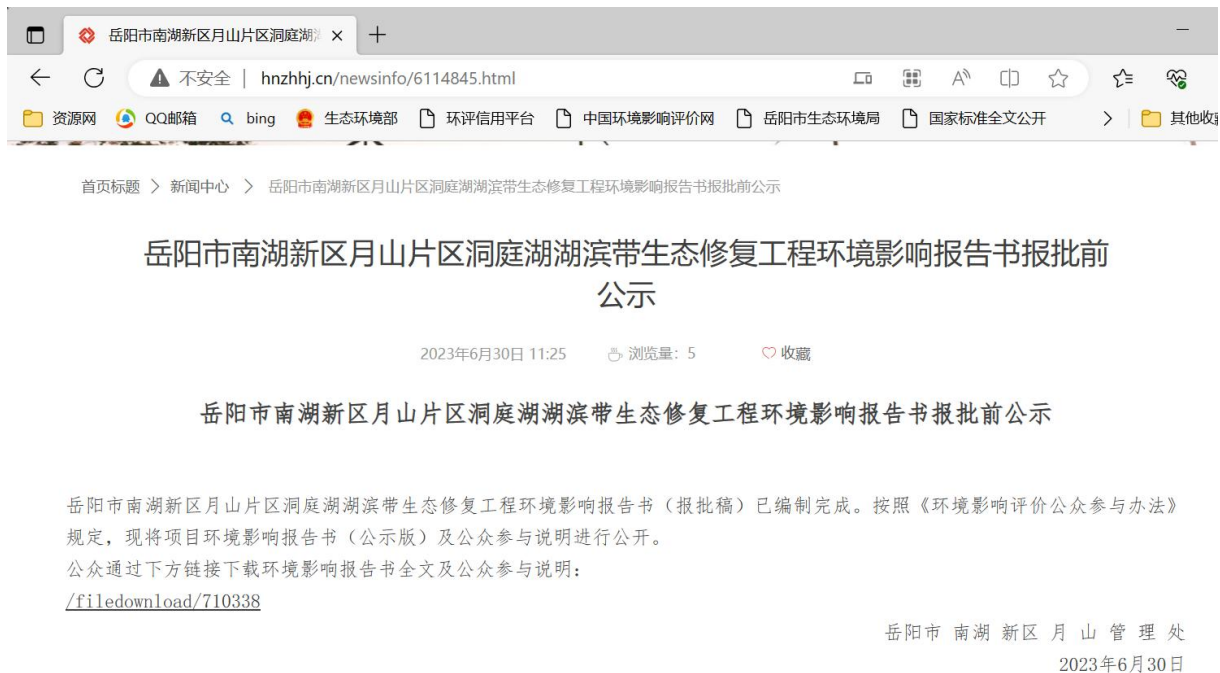 岳阳市南湖新区月山片区洞庭湖
不安全 | hnzhhj.cn/newsinfo/6114845.html
资源网 QQ邮箱 bing 生态环境部 环评信用平台 中国环境影响评价网 岳阳市生态环境局 国家标准全文公开 其他收
首页标题 > 新闻中心 > 岳阳市南湖新区月山片区洞庭湖湖滨带生态修复工程环境影响报告书报批前公示
岳阳市南湖新区月山片区洞庭湖湖滨带生态修复工程环境影响报告书报批前
公示
2023年6月30日 11:25 浏览量：5 收藏
岳阳市南湖新区月山片区洞庭湖湖滨带生态修复工程环境影响报告书报批前公示
岳阳市南湖新区月山片区洞庭湖湖滨带生态修复工程环境影响报告书（报批稿）已编制完成。按照《环境影响评价公众参与办法》
规定，现将项目环境影响报告书（公示版）及公众参与说明进行公开。
公众通过下方链接下载环境影响报告书全文及公众参与说明：
/filedownload/710338
岳阳市 南湖 新区 月 山 管 理 处
2023年6月30日